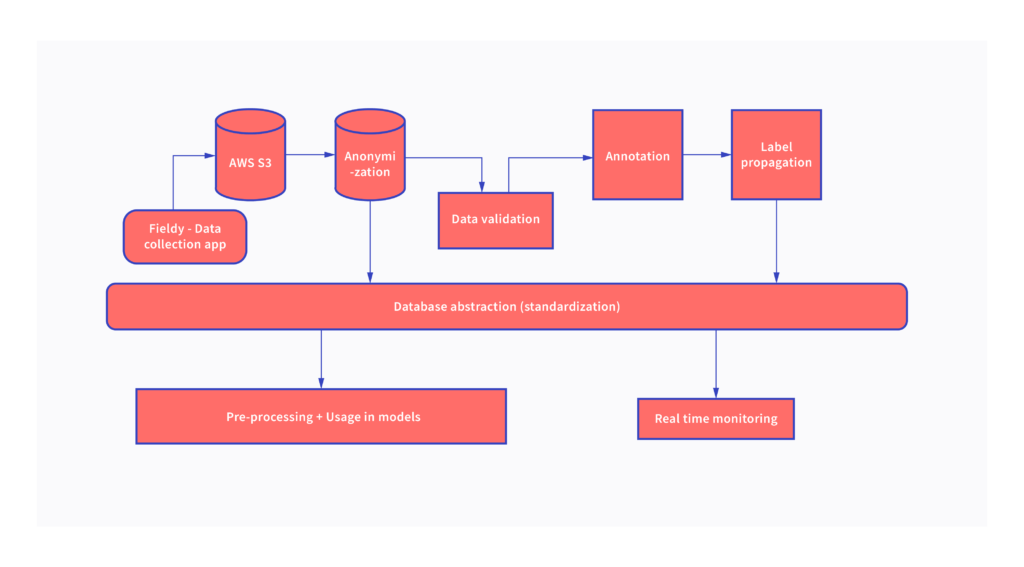 AWS S3
Anonymi
-zation
Annotation
Label
propagation
Data validation
Fieldy - Data
collection app
Database abstraction (standardization)
Pre-processing + Usage in models
Real time monitoring